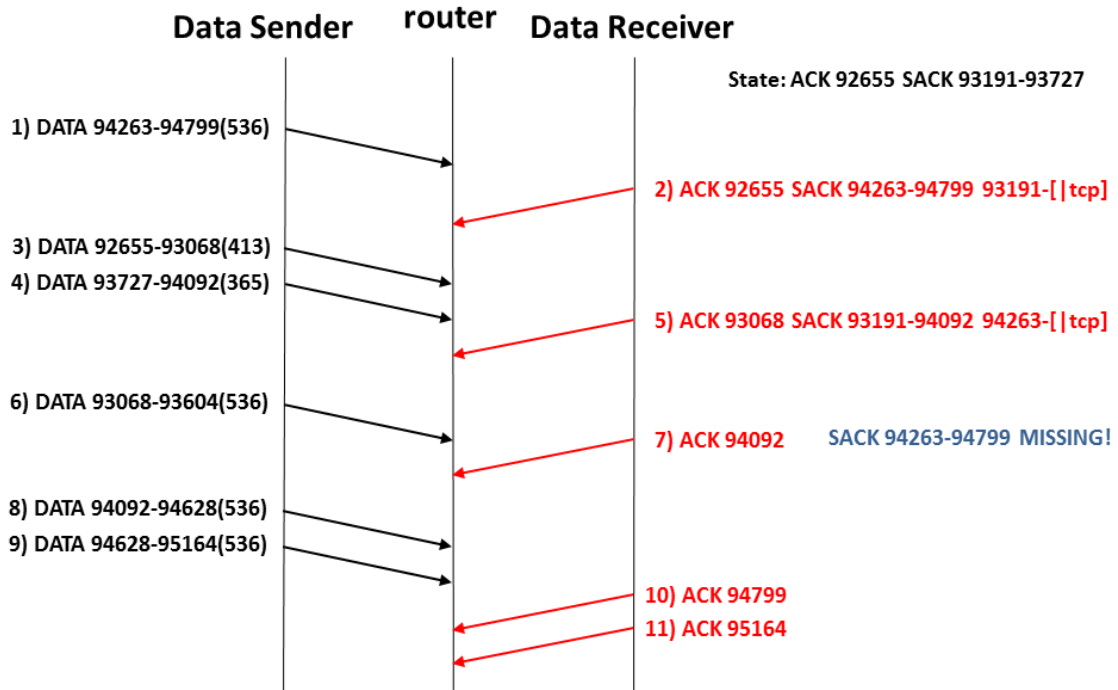 Data Sender router Data Receiver
State: ACK 92655 SACK 93191-93727
1) DATA 94263-94799(536)
2) ACK 92655 SACK 94263-94799 93191-[|tcp]
3) DATA 92655-93068(413)
4) DATA 93727-94092(365)
5) ACK 93068 SACK 93191-94092 94263-[|tcp]
6) DATA 93068-93604(536)
7) ACK 94092 SACK 94263-94799 MISSING!
8) DATA 94092-94628(536)
9) DATA 94628-95164(536)
10) ACK 94799
11) ACK 95164